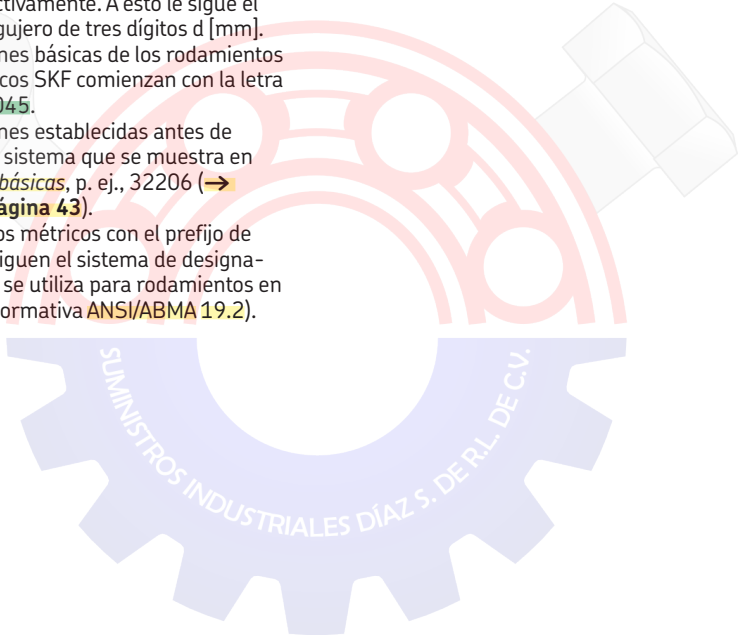 ctivamente. A esto le sigue el
gujero de tres dígitos d [mm].
nes básicas de los rodamientos
cos SKF comienzan con la letra
045.
nes establecidas antes de
sistema que se muestra en
básicas, p. ej., 32206 (→
ágina 43).
os métricos con el prefijo de
iguen el sistema de designa-
se utiliza para rodamientos en
ormativa ANSI/ABMA 19.2).
SUMINISTROS INDUSTRIALES DÍAZ S. DE R.L. DE C.V.